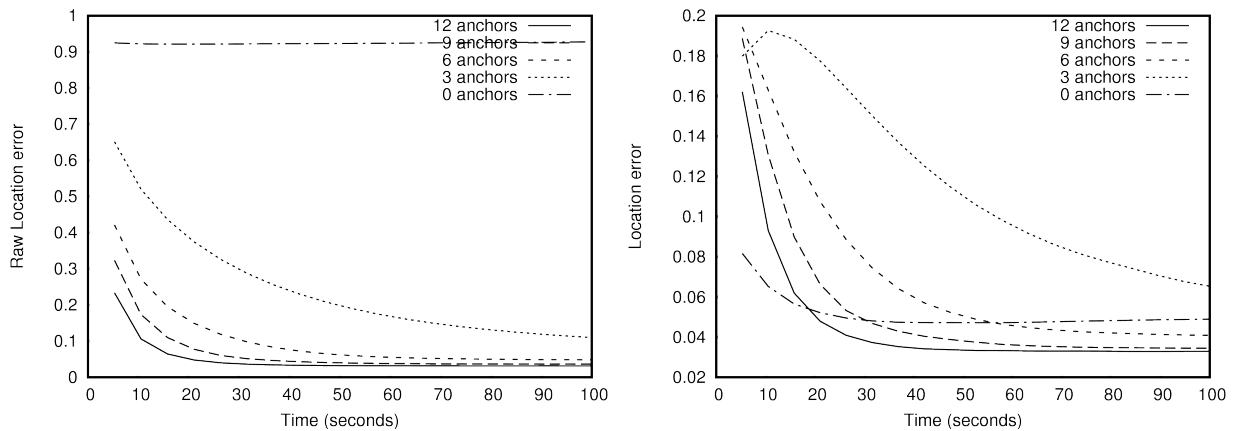 1
0.9
0.8
0.7
0.6
0.5
0.4
0.3
0.2
0.1
0
Raw Location error
12 anchors
9 anchors
6 anchors
3 anchors
0 anchors
0 10 20 30 40 50 60 70 80 90 100
Time (seconds)
0.2
0.18
0.16
0.14
0.12
0.1
0.08
0.06
0.04
0.02
Location error
12 anchors
9 anchors
6 anchors
3 anchors
0 anchors
0 10 20 30 40 50 60 70 80 90 100
Time (seconds)